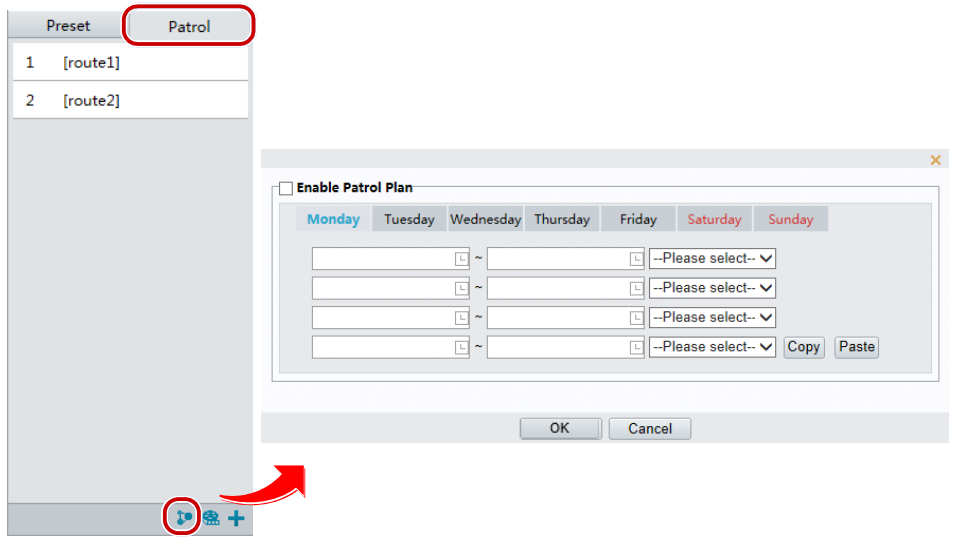 Preset Patrol
1 [route1]
2 [route2]
Enable Patrol Plan
Monday Tuesday Wednesday Thursday Friday Saturday Sunday
~ --Please select--
~ --Please select--
~ --Please select--
~ --Please select-- Copy Paste
OK Cancel